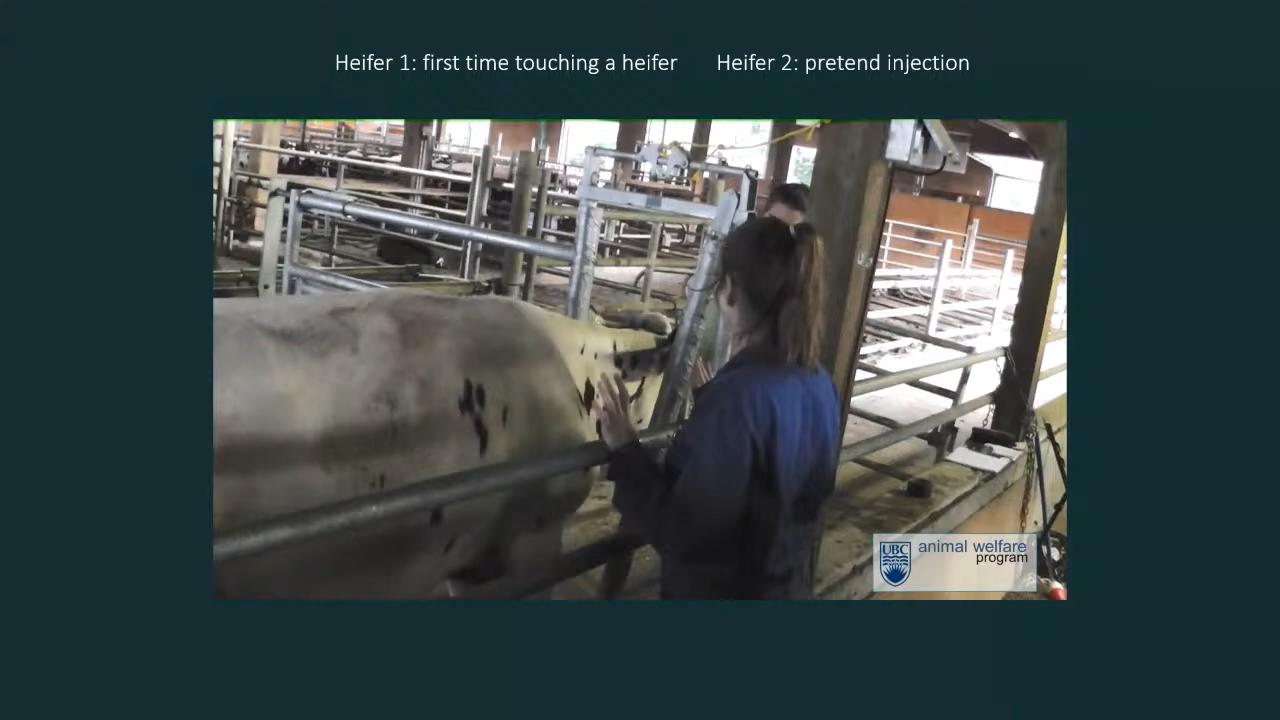 Heifer 1: first time touching a heifer
Heifer 2: pretend injection
UBC
animal welfare
program